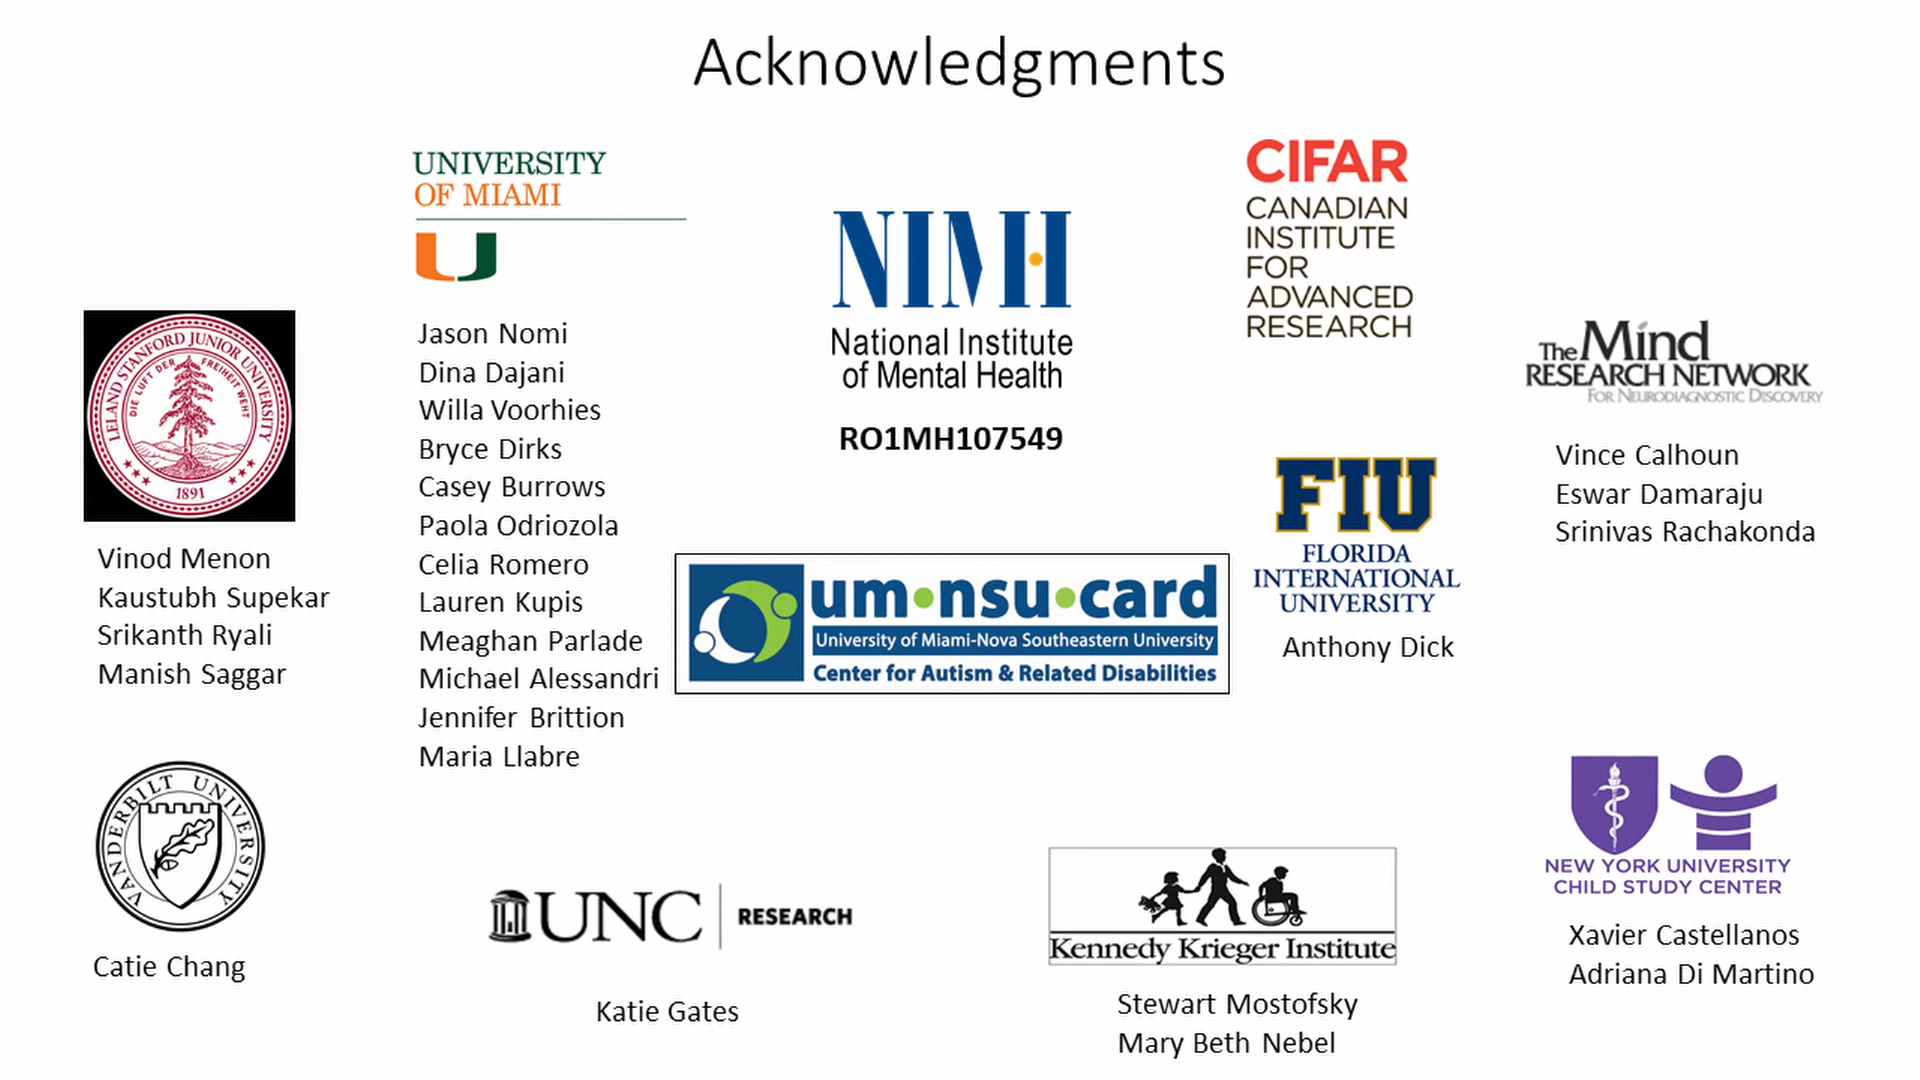 Acknowledgments
UNIVERSITY
OF MIAMI
Jason Nomi
Dina Dajani
Willa Voorhies
Bryce Dirks
Casey Burrows
Paola Odriozola
Celia Romero
Lauren Kupis
Meaghan Parlade
Michael Alessandri
Jennifer Brittion
Maria Llabre
NIMH
National Institute
of Mental Health
RO1MH107549
CIFAR
CANADIAN
INSTITUTE
FOR
ADVANCED
RESEARCH
The Mind
RESEARCH NETWORK
FOR NEURODIAGNOSTIC DISCOVERY
Vince Calhoun
Eswar Damaraju
Srinivas Rachakonda
LELAND STANFORD JUNIOR UNIVERSITY
DIE LUFT DER FREIHEIT WEHT
1891
Vinod Menon
Kaustubh Supekar
Srikanth Ryali
Manish Saggar
um•nsu•card
University of Miami-Nova Southeastern University
Center for Autism & Related Disabilities
FIU
FLORIDA
INTERNATIONAL
UNIVERSITY
Anthony Dick
VANDERBILT UNIVERSITY
Catie Chang
UNC RESEARCH
Katie Gates
Kennedy Krieger Institute
Stewart Mostofsky
Mary Beth Nebel
NEW YORK UNIVERSITY
CHILD STUDY CENTER
Xavier Castellanos
Adriana Di Martino